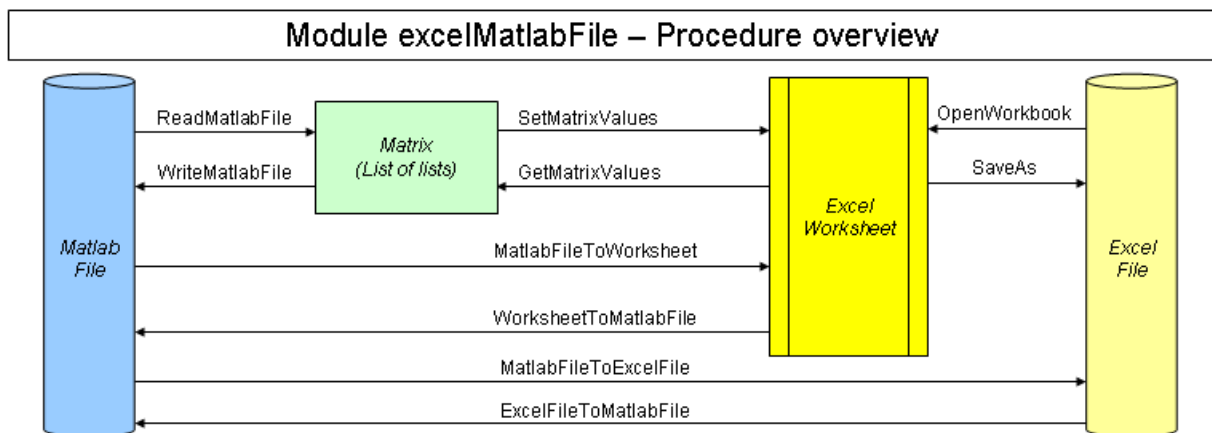 Module excelMatlabFile – Procedure overview
ReadMatlabFile
SetMatrixValues
OpenWorkbook
Matrix
(List of lists)
WriteMatlabFile
GetMatrixValues
SaveAs
Excel
Worksheet
Matlab
File
MatlabFileToWorksheet
Excel
File
WorksheetToMatlabFile
MatlabFileToExcelFile
ExcelFileToMatlabFile